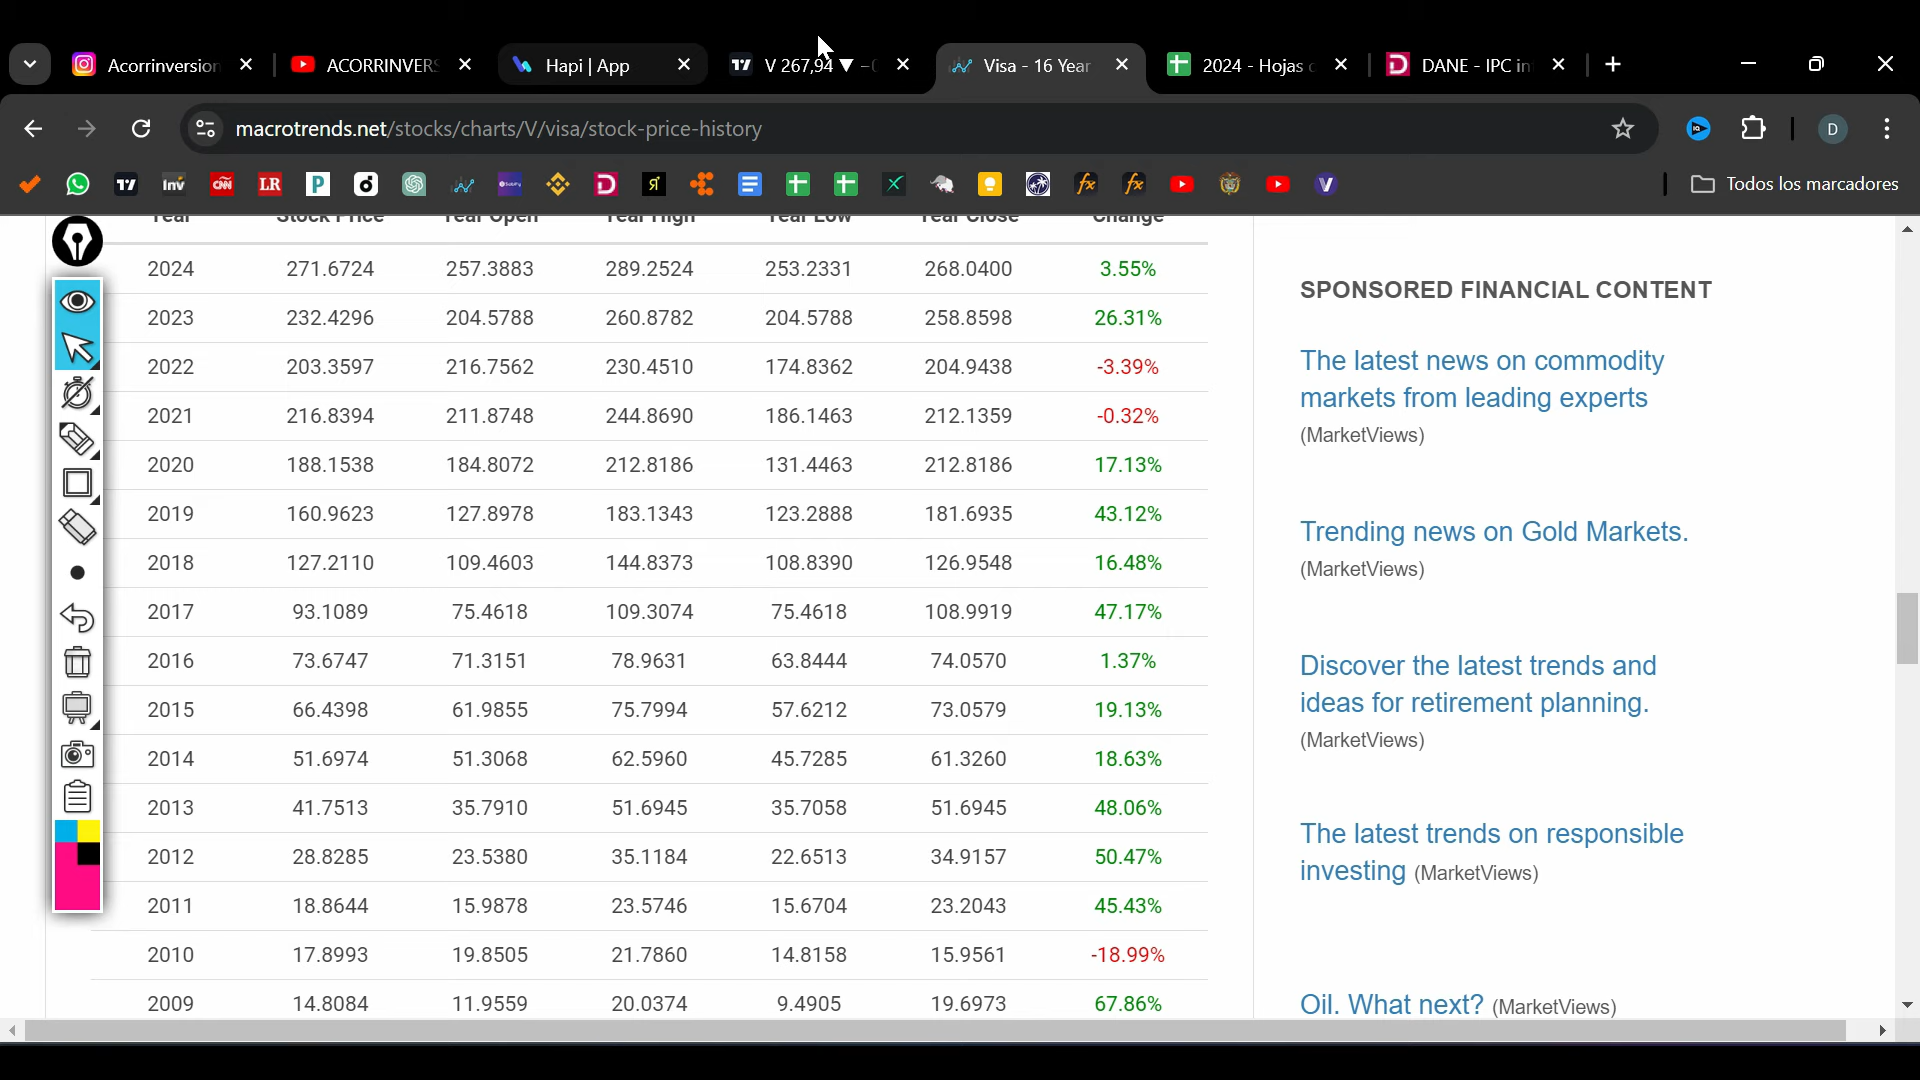 Acorrinversion
ACORRINVERS
Hapi | App
V 267,94 ▼ −0
Visa - 16 Year
2024 - Hojas c
DANE - IPC in
macrotrends.net/stocks/charts/V/visa/stock-price-history
Todos los marcadores
Year Stock Price Year Open Year High Year Low Year Close Change
2024 271.6724 257.3883 289.2524 253.2331 268.0400 3.55%
2023 232.4296 204.5788 260.8782 204.5788 258.8598 26.31%
2022 203.3597 216.7562 230.4510 174.8362 204.9438 -3.39%
2021 216.8394 211.8748 244.8690 186.1463 212.1359 -0.32%
2020 188.1538 184.8072 212.8186 131.4463 212.8186 17.13%
2019 160.9623 127.8978 183.1343 123.2888 181.6935 43.12%
2018 127.2110 109.4603 144.8373 108.8390 126.9548 16.48%
2017 93.1089 75.4618 109.3074 75.4618 108.9919 47.17%
2016 73.6747 71.3151 78.9631 63.8444 74.0570 1.37%
2015 66.4398 61.9855 75.7994 57.6212 73.0579 19.13%
2014 51.6974 51.3068 62.5960 45.7285 61.3260 18.63%
2013 41.7513 35.7910 51.6945 35.7058 51.6945 48.06%
2012 28.8285 23.5380 35.1184 22.6513 34.9157 50.47%
2011 18.8644 15.9878 23.5746 15.6704 23.2043 45.43%
2010 17.8993 19.8505 21.7860 14.8158 15.9561 -18.99%
2009 14.8084 11.9559 20.0374 9.4905 19.6973 67.86%
SPONSORED FINANCIAL CONTENT
The latest news on commodity
markets from leading experts
(MarketViews)
Trending news on Gold Markets.
(MarketViews)
Discover the latest trends and
ideas for retirement planning.
(MarketViews)
The latest trends on responsible
investing (MarketViews)
Oil. What next? (MarketViews)